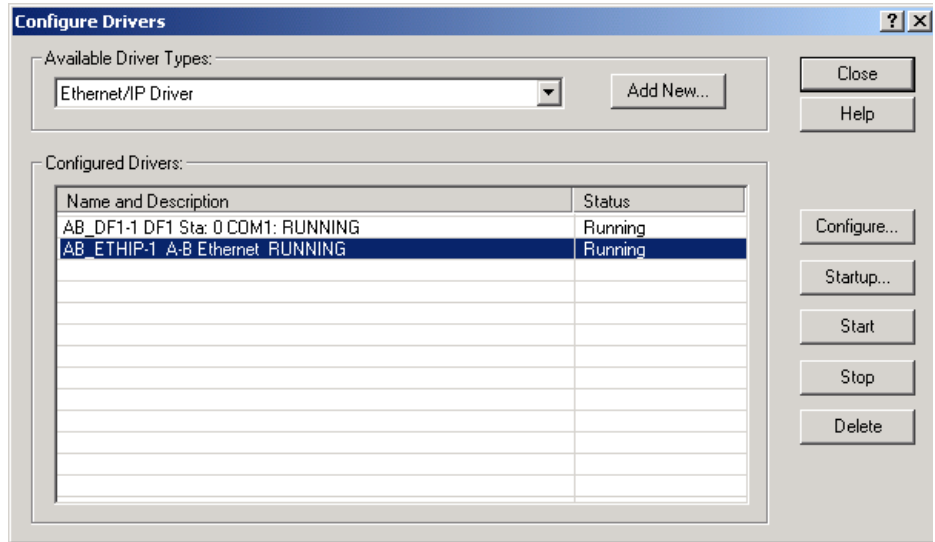 Configure Drivers
Available Driver Types:
Ethernet/IP Driver
Add New...
Close
Help
Configured Drivers:
Name and Description Status
AB_DF1-1 DF1 Sta: 0 COM1: RUNNING Running
AB_ETHIP-1 A-B Ethernet RUNNING Running
Configure...
Startup...
Start
Stop
Delete